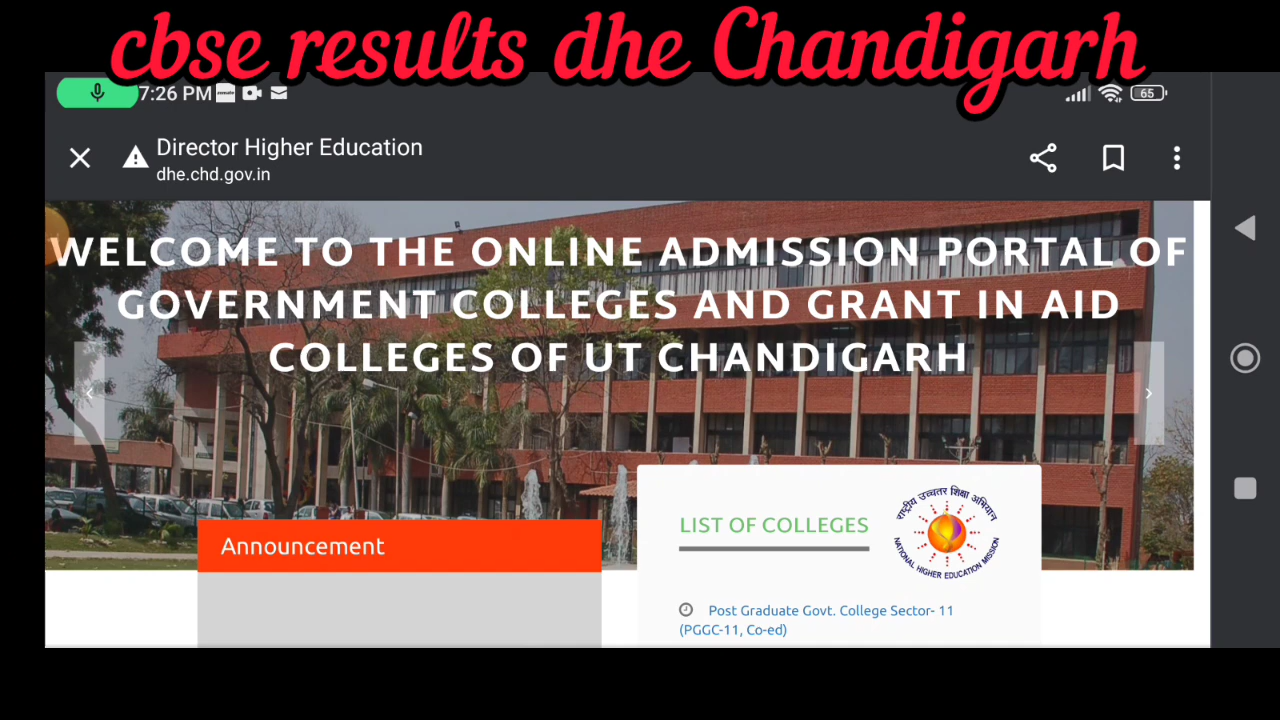 cbse results dhe Chandigarh
7:26 PM
65
Director Higher Education
dhe.chd.gov.in
WELCOME TO THE ONLINE ADMISSION PORTAL OF
GOVERNMENT COLLEGES AND GRANT IN AID
COLLEGES OF UT CHANDIGARH
Announcement
LIST OF COLLEGES
राष्ट्रीय उच्चतर शिक्षा अभियान
NATIONAL HIGHER EDUCATION MISSION
Post Graduate Govt. College Sector- 11
(PGGC-11, Co-ed)